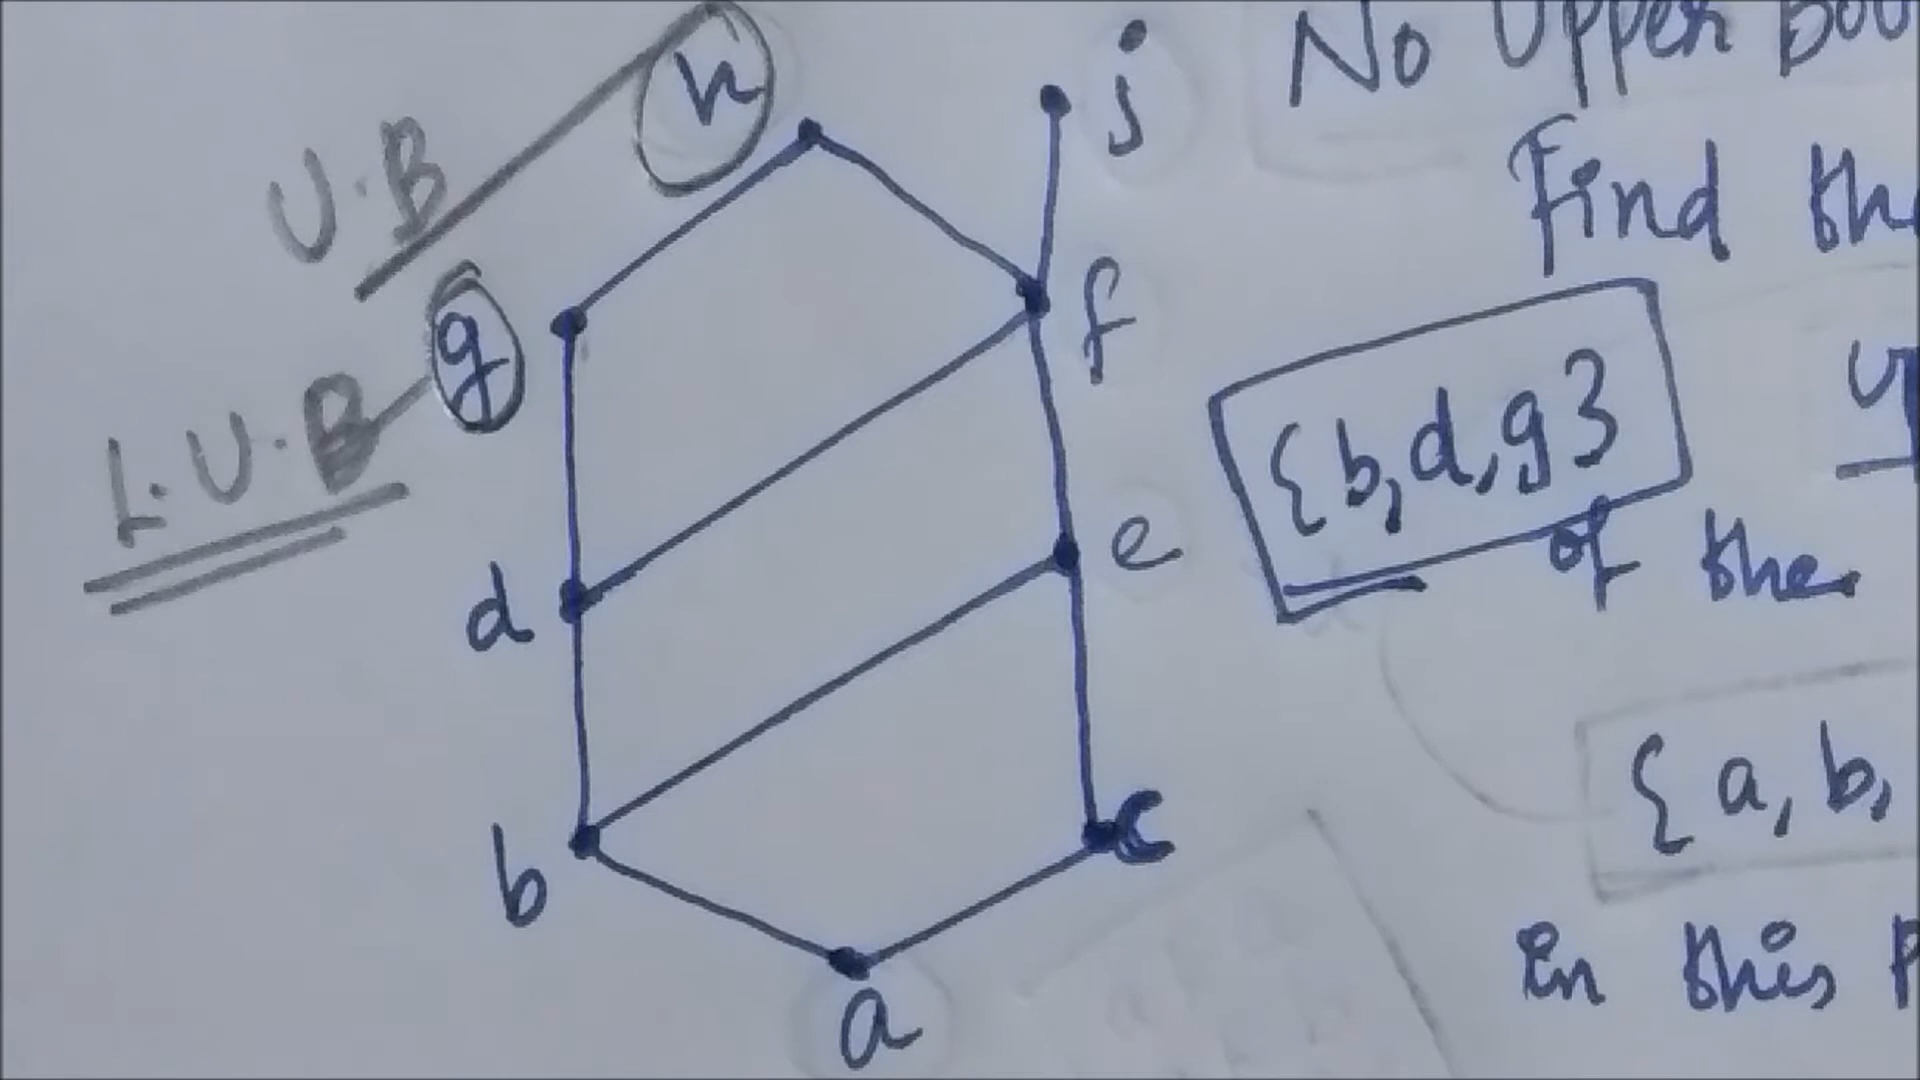 No Upper
Find
{b,d,g}
of the
{a, b,
In this
U.B
L.U.B
h
j
g
f
d
e
b
c
a